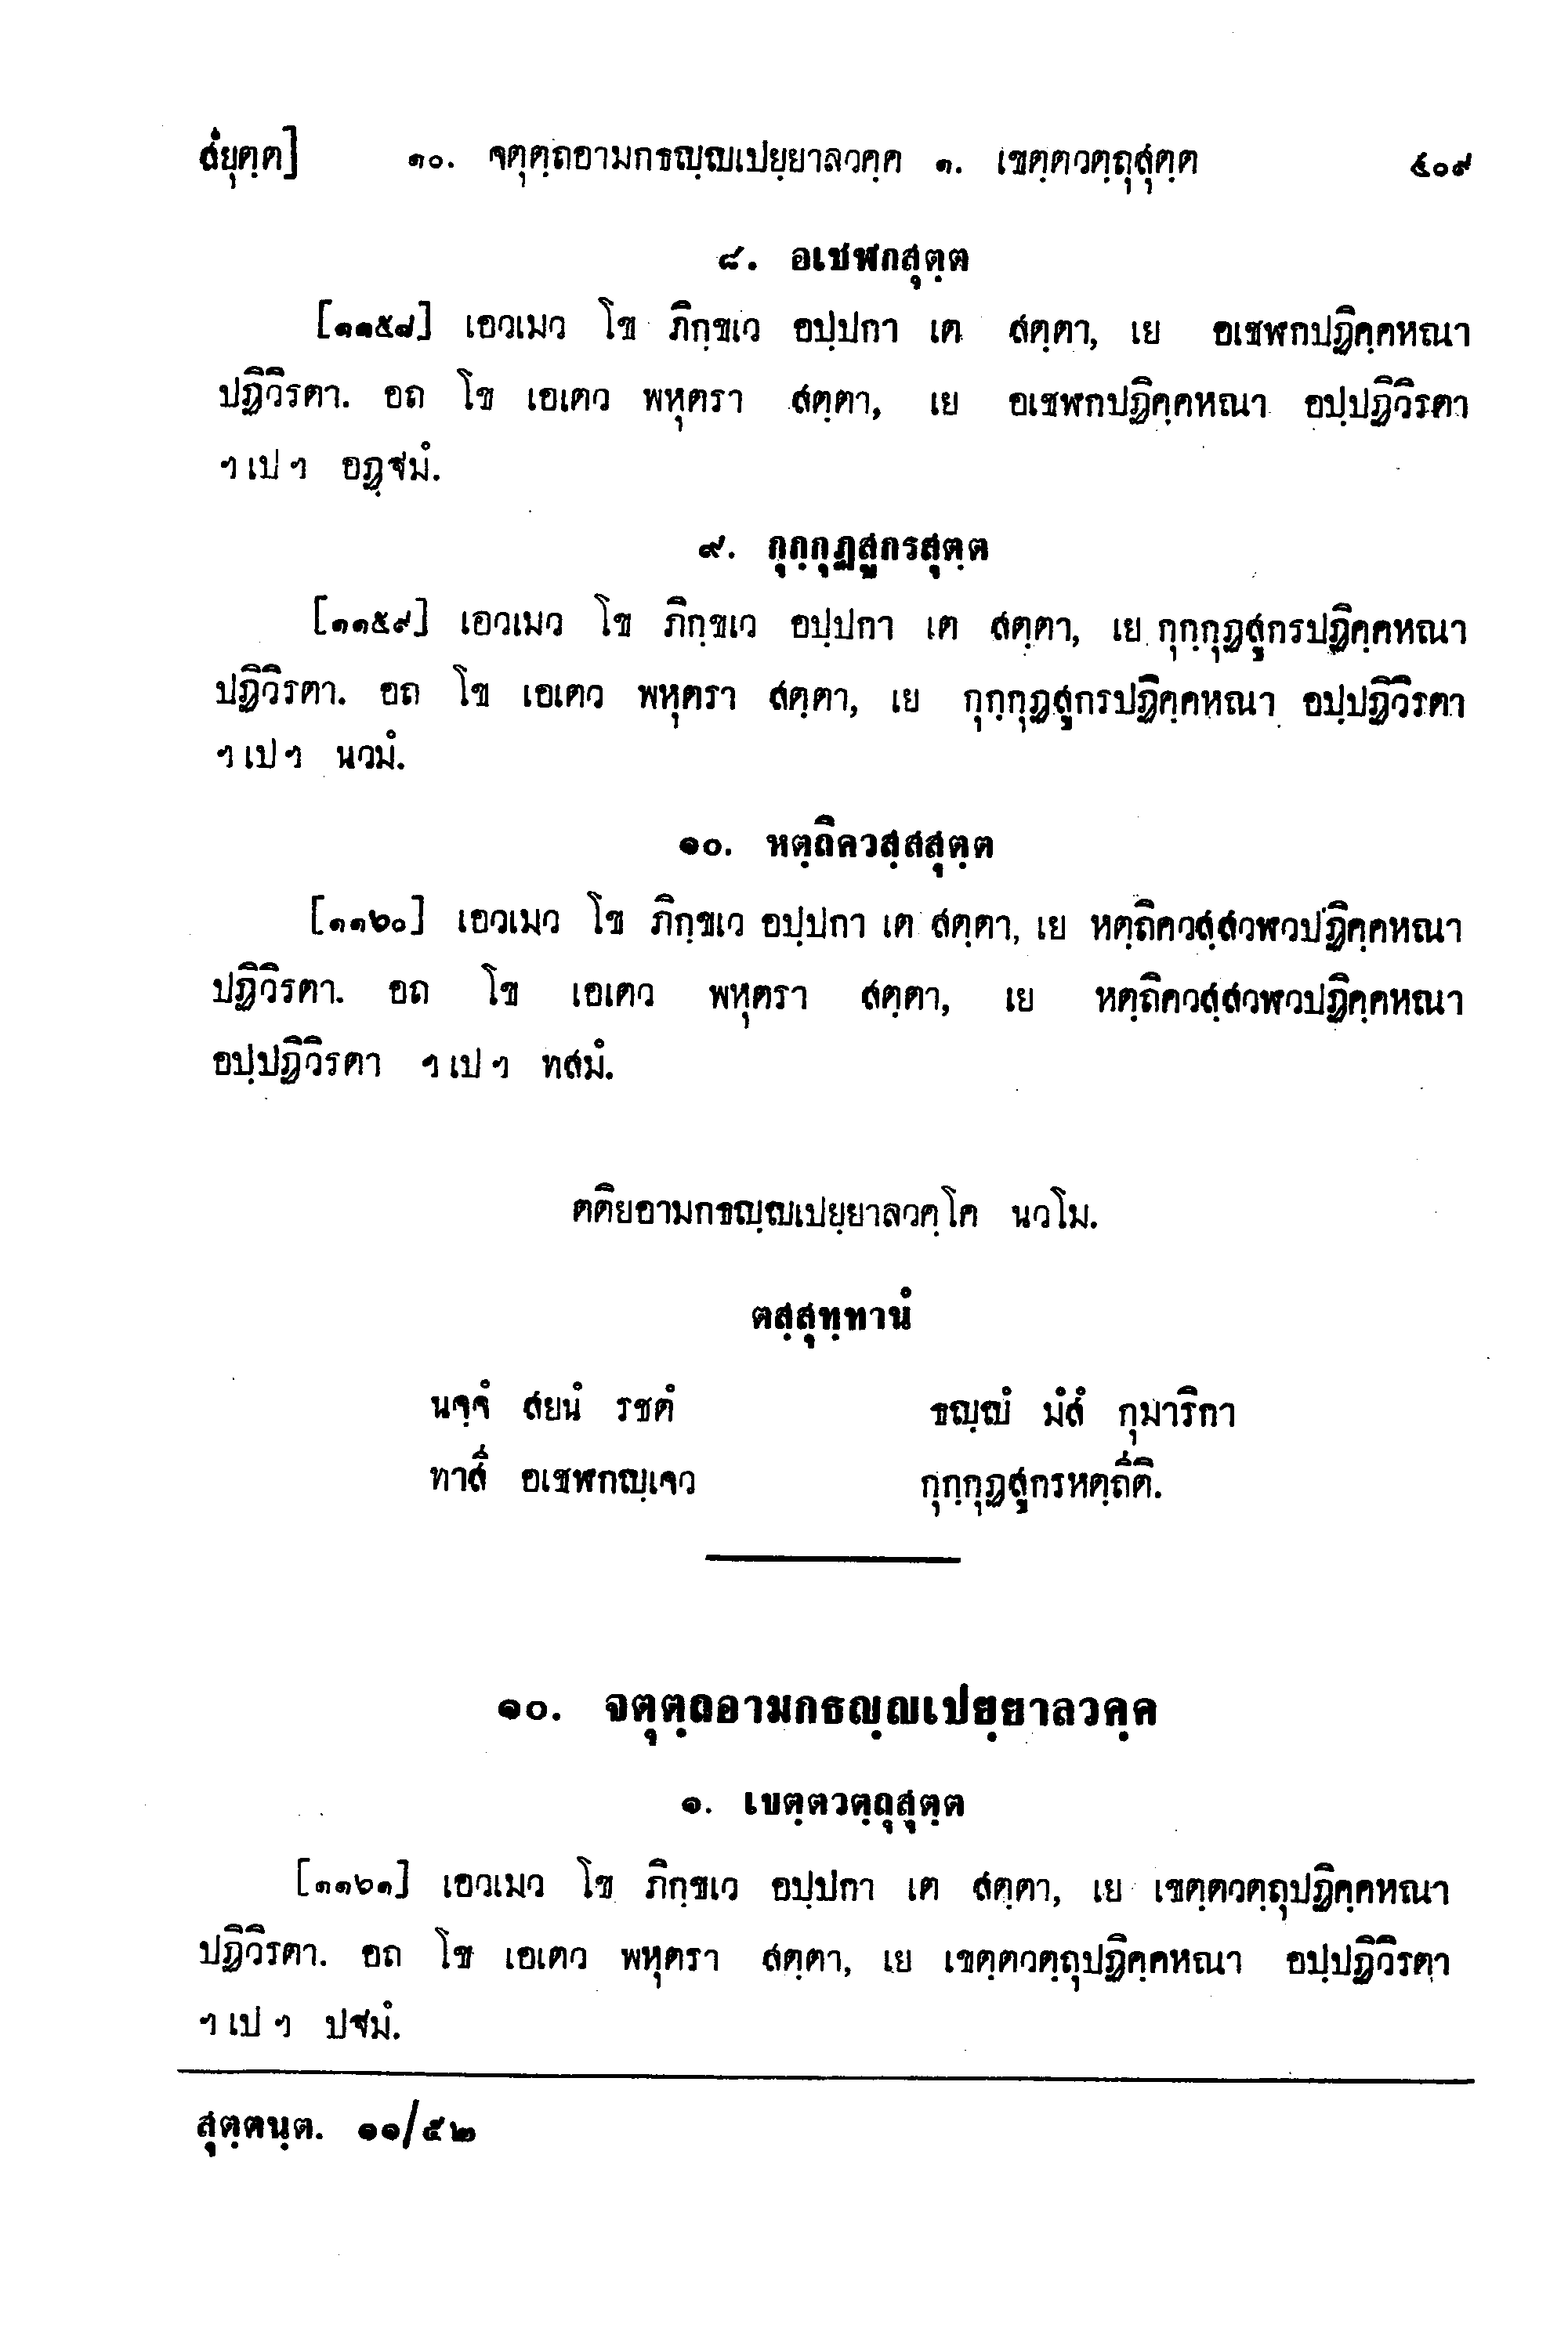 สํยุตฺต] ๑๐. จตุตฺถอามกธญฺญเปยฺยาลวคฺค ๑. เขตฺตวตฺถุสุตฺต ๔๐๙
๘. อเชฬกสุตฺต
[๑๑๕๘] เอวเมว โข ภิกฺขเว อปฺปกา เต สตฺตา, เย อเชฬกปฏิคฺคหณา
ปฏิวิรตา. อถ โข เอเตว พหุตรา สตฺตา, เย อเชฬกปฏิคฺคหณา อปฺปฏิวิรตา
ฯเปฯ อฏฺฐมํ.
๙. กุกฺกุฏสูกรสุตฺต
[๑๑๕๙] เอวเมว โข ภิกฺขเว อปฺปกา เต สตฺตา, เย กุกฺกุฏสูกรปฏิคฺคหณา
ปฏิวิรตา. อถ โข เอเตว พหุตรา สตฺตา, เย กุกฺกุฏสูกรปฏิคฺคหณา อปฺปฏิวิรตา
ฯเปฯ นวมํ.
๑๐. หตฺถิควสฺสสุตฺต
[๑๑๖๐] เอวเมว โข ภิกฺขเว อปฺปกา เต สตฺตา, เย หตฺถิควสฺสวฬวปฏิคฺคหณา
ปฏิวิรตา. อถ โข เอเตว พหุตรา สตฺตา, เย หตฺถิควสฺสวฬวปฏิคฺคหณา
อปฺปฏิวิรตา ฯเปฯ ทสมํ.
ตติยอามกธญฺญเปยฺยาลวคฺโค นวโม.
ตสฺสุทฺทานํ
นจฺจํ สยนํ รชตํ ธญฺญํ มํสํ กุมาริกา
ทาสึ อเชฬกญฺเจว กุกฺกุฏสูกรหตฺถึติ.
๑๐. จตุตฺถอามกธญฺญเปยฺยาลวคฺค
๑. เขตฺตวตฺถุสุตฺต
[๑๑๖๑] เอวเมว โข ภิกฺขเว อปฺปกา เต สตฺตา, เย เขตฺตวตฺถุปฏิคฺคหณา
ปฏิวิรตา. อถ โข เอเตว พหุตรา สตฺตา, เย เขตฺตวตฺถุปฏิคฺคหณา อปฺปฏิวิรตา
ฯเปฯ ปฐมํ.
สุตฺตนฺต. ๑๑/๕๒